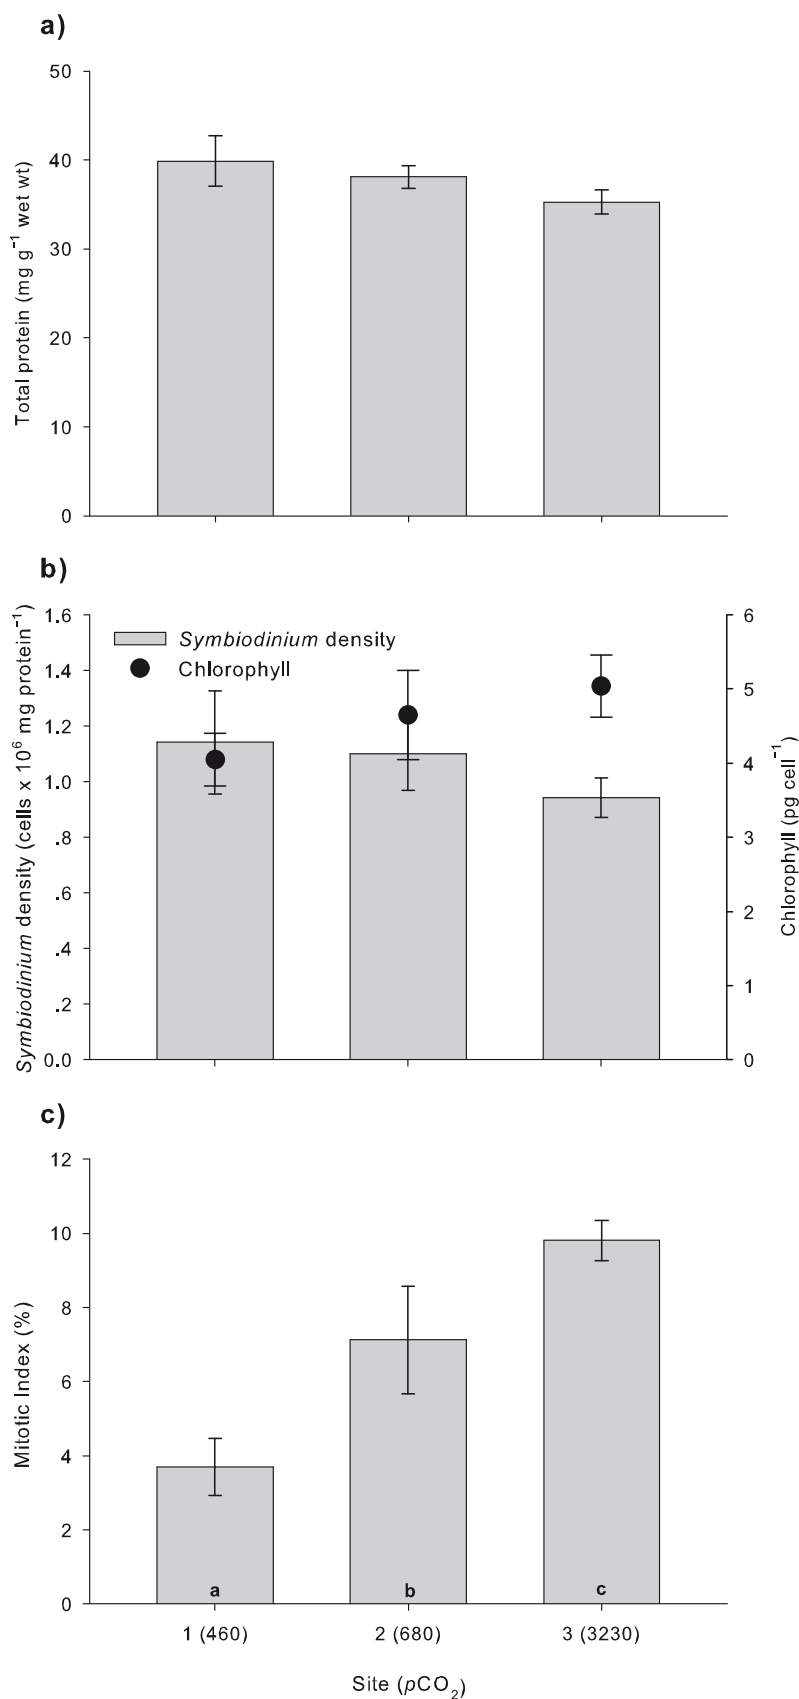 a)
50
40
30
20
10
0
Total protein (mg g⁻¹ wet wt)
b)
1.6
1.4
1.2
1.0
.8
.6
.4
.2
0.0
Symbiodinium density (cells x 10⁶ mg protein⁻¹)
Symbiodinium density
Chlorophyll
6
5
4
3
2
1
0
Chlorophyll (pg cell⁻¹)
c)
12
10
8
6
4
2
0
Mitotic Index (%)
a
b
c
1 (460)
2 (680)
3 (3230)
Site (pCO₂)